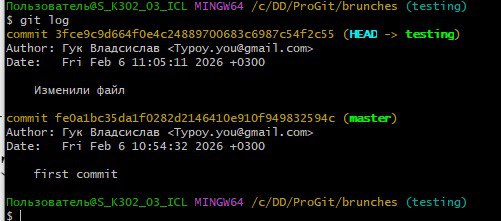 Пользователь@S_K302_03_ICL MINGW64 /c/DD/ProGit/brunches (testing)
$ git log
commit 3fce9c9d664f0e4c24889700683c6987c54f2c55 (HEAD -> testing)
Author: Гук Владсислав <Typoy.you@gmail.com>
Date:   Fri Feb 6 11:05:11 2026 +0300
Изменили файл
commit fe0a1bc35da1f0282d2146410e910f949832594c (master)
Author: Гук Владсислав <Typoy.you@gmail.com>
Date:   Fri Feb 6 10:54:32 2026 +0300
first commit
Пользователь@S_K302_03_ICL MINGW64 /c/DD/ProGit/brunches (testing)
$